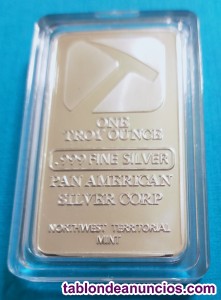 ONE
TROY OUNCE
.999 FINE SILVER
PAN AMERICAN
SILVER CORP
NORTHWEST TERRITORIAL
MINT
tablondeanuncios.com